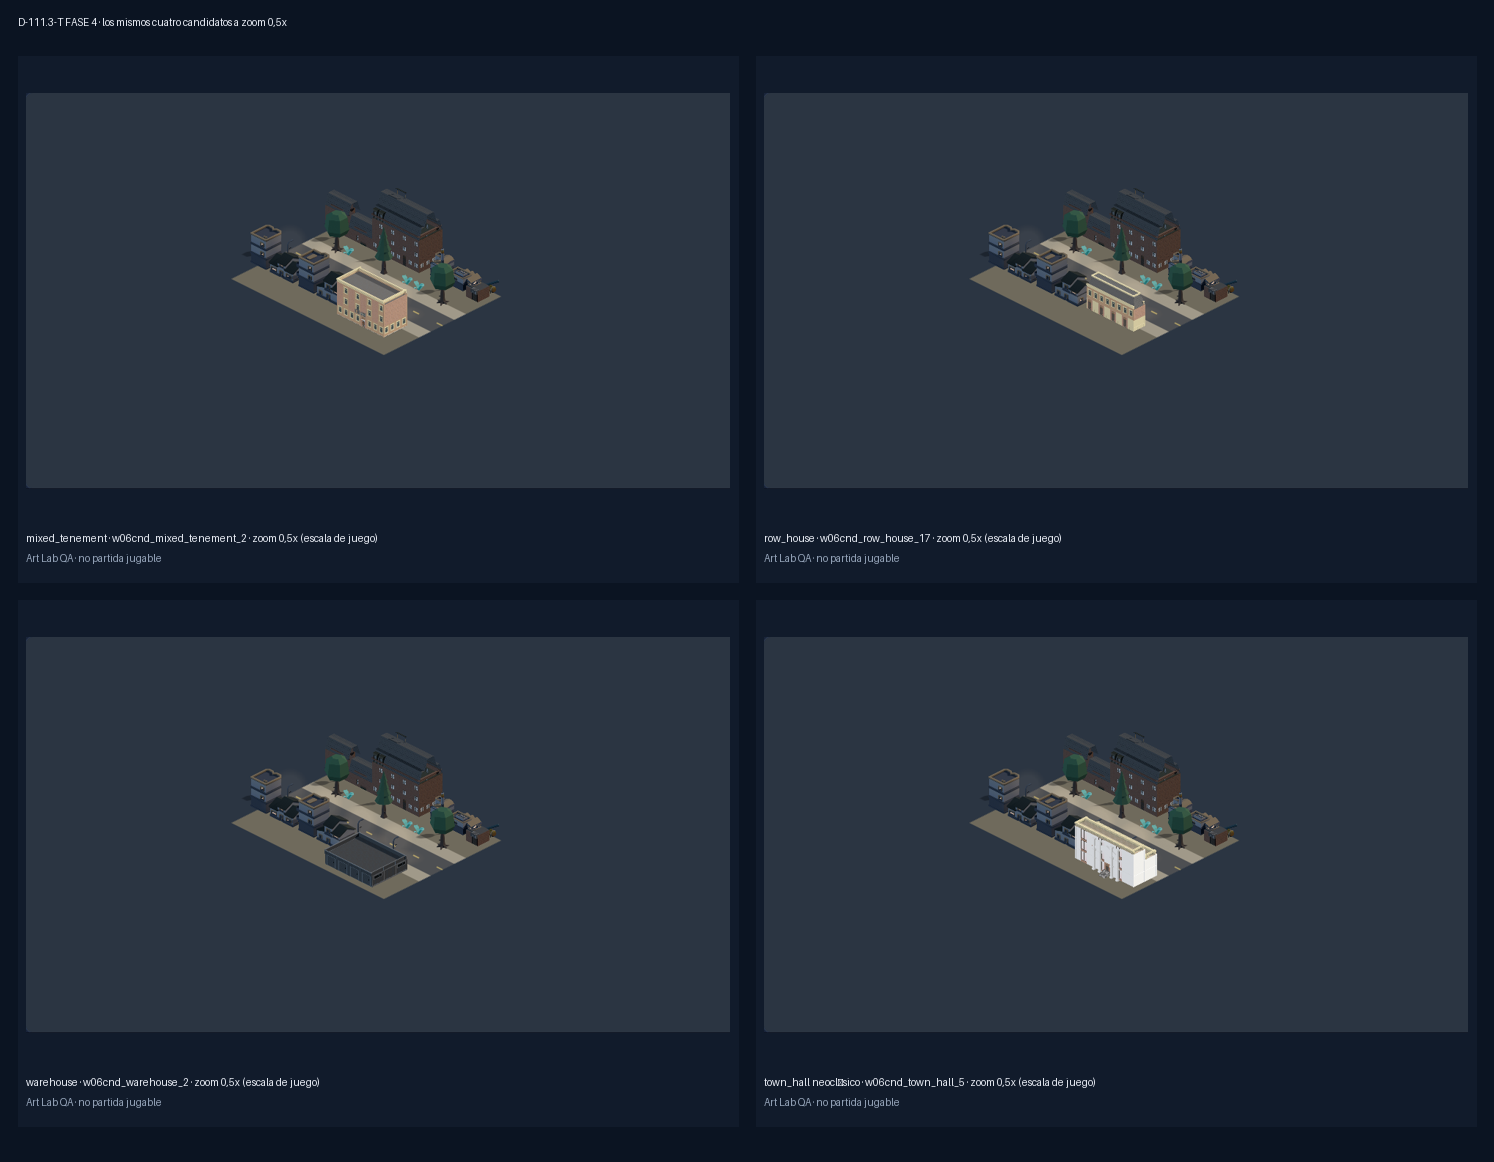 D-111.3-T FASE 4 · los mismos cuatro candidatos a zoom 0,5x
mixed_tenement · w06cnd_mixed_tenement_2 · zoom 0,5x (escala de juego)
Art Lab QA · no partida jugable
row_house · w06cnd_row_house_17 · zoom 0,5x (escala de juego)
Art Lab QA · no partida jugable
warehouse · w06cnd_warehouse_2 · zoom 0,5x (escala de juego)
Art Lab QA · no partida jugable
town_hall neocl▯▯sico · w06cnd_town_hall_5 · zoom 0,5x (escala de juego)
Art Lab QA · no partida jugable